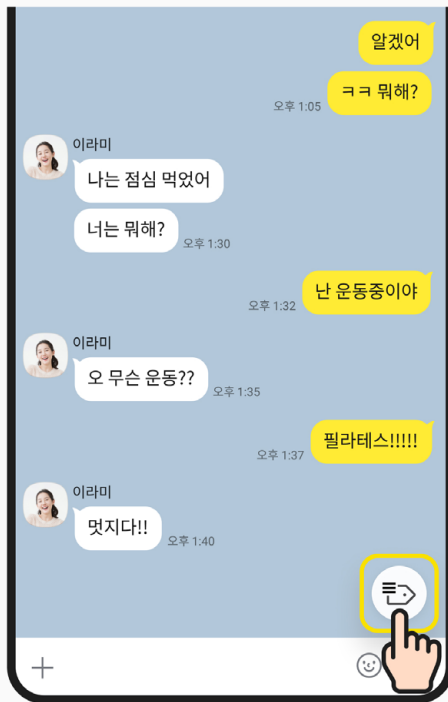 알겠어
ㅋㅋ 뭐해?
오후 1:05
이라미
나는 점심 먹었어
너는 뭐해?
오후 1:30
난 운동중이야
오후 1:32
이라미
오 무슨 운동??
오후 1:35
필라테스!!!!!
오후 1:37
이라미
멋지다!!
오후 1:40